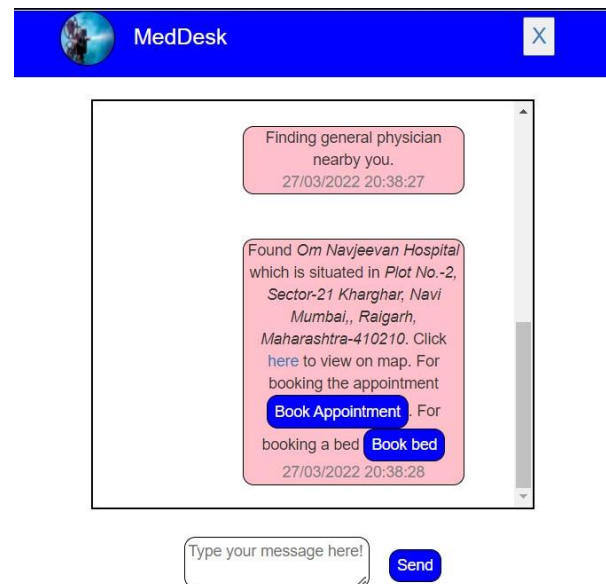 MedDesk
X
Finding general physician
nearby you.
27/03/2022 20:38:27
Found Om Navjeevan Hospital
which is situated in Plot No.-2,
Sector-21 Kharghar, Navi
Mumbai,, Raigarh,
Maharashtra-410210. Click
here to view on map. For
booking the appointment
Book Appointment . For
booking a bed Book bed
27/03/2022 20:38:28
Type your message here!
Send